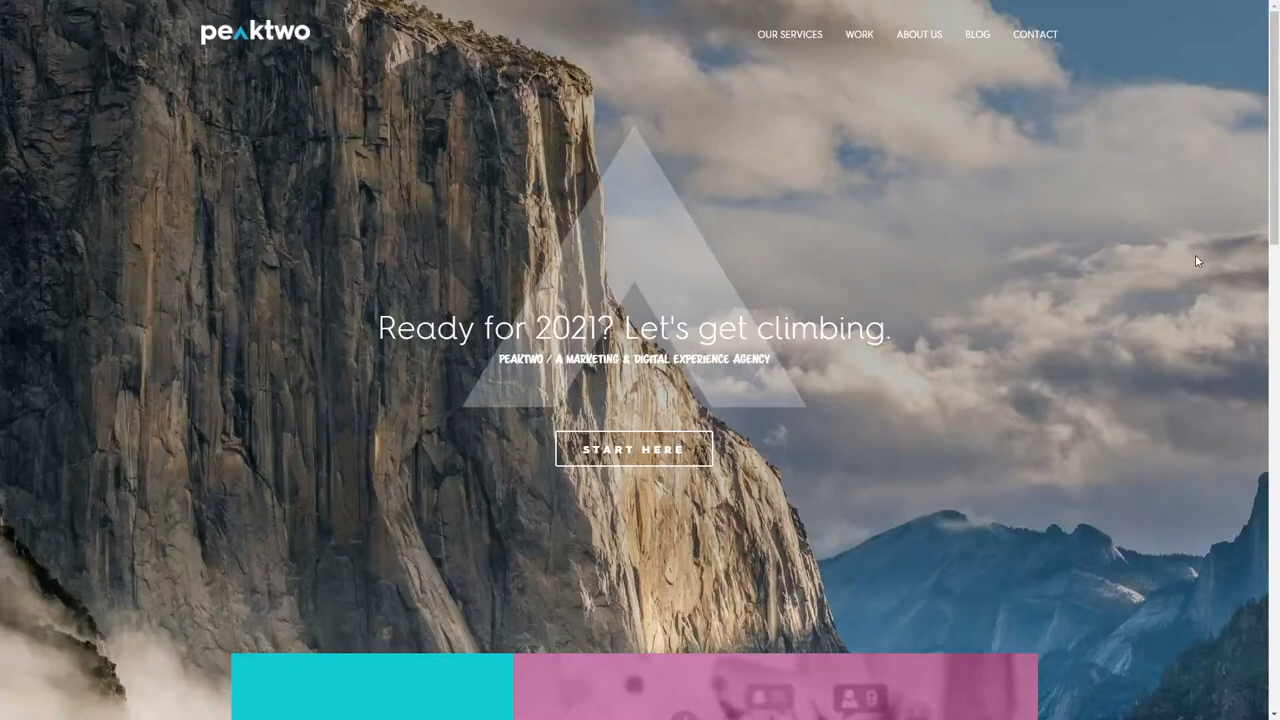 peaktwo
OUR SERVICES WORK ABOUT US BLOG CONTACT
Ready for 2021? Let's get climbing.
PEAKTWO / A MARKETING & DIGITAL EXPERIENCE AGENCY
START HERE
9